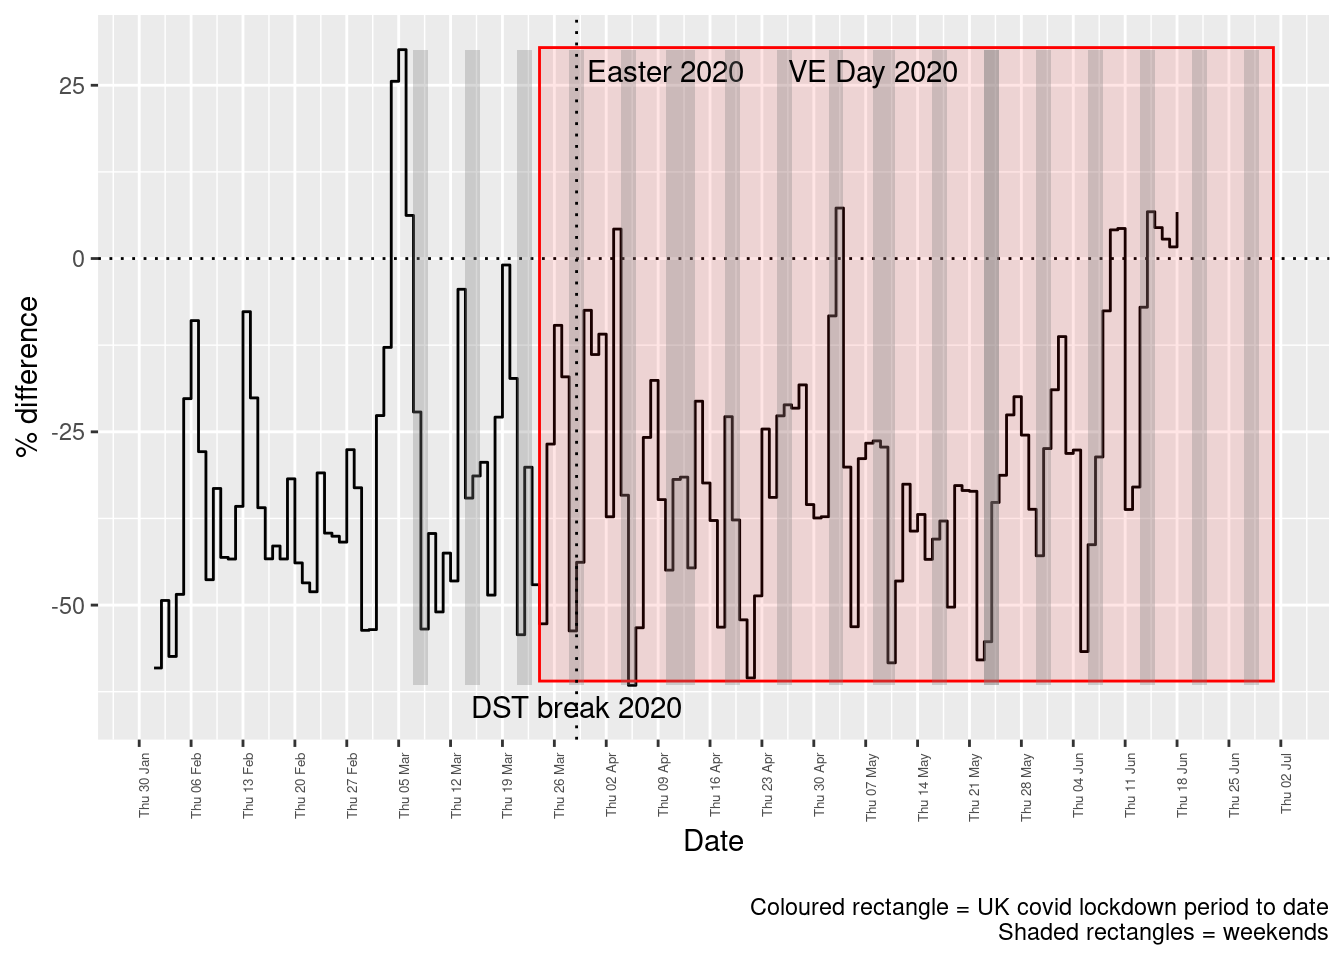 Easter 2020 VE Day 2020
25
0
-25
-50
% difference
DST break 2020
Thu 30 Jan
Thu 06 Feb
Thu 13 Feb
Thu 20 Feb
Thu 27 Feb
Thu 05 Mar
Thu 12 Mar
Thu 19 Mar
Thu 26 Mar
Thu 02 Apr
Thu 09 Apr
Thu 16 Apr
Thu 23 Apr
Thu 30 Apr
Thu 07 May
Thu 14 May
Thu 21 May
Thu 28 May
Thu 04 Jun
Thu 11 Jun
Thu 18 Jun
Thu 25 Jun
Thu 02 Jul
Date
Coloured rectangle = UK covid lockdown period to date
Shaded rectangles = weekends